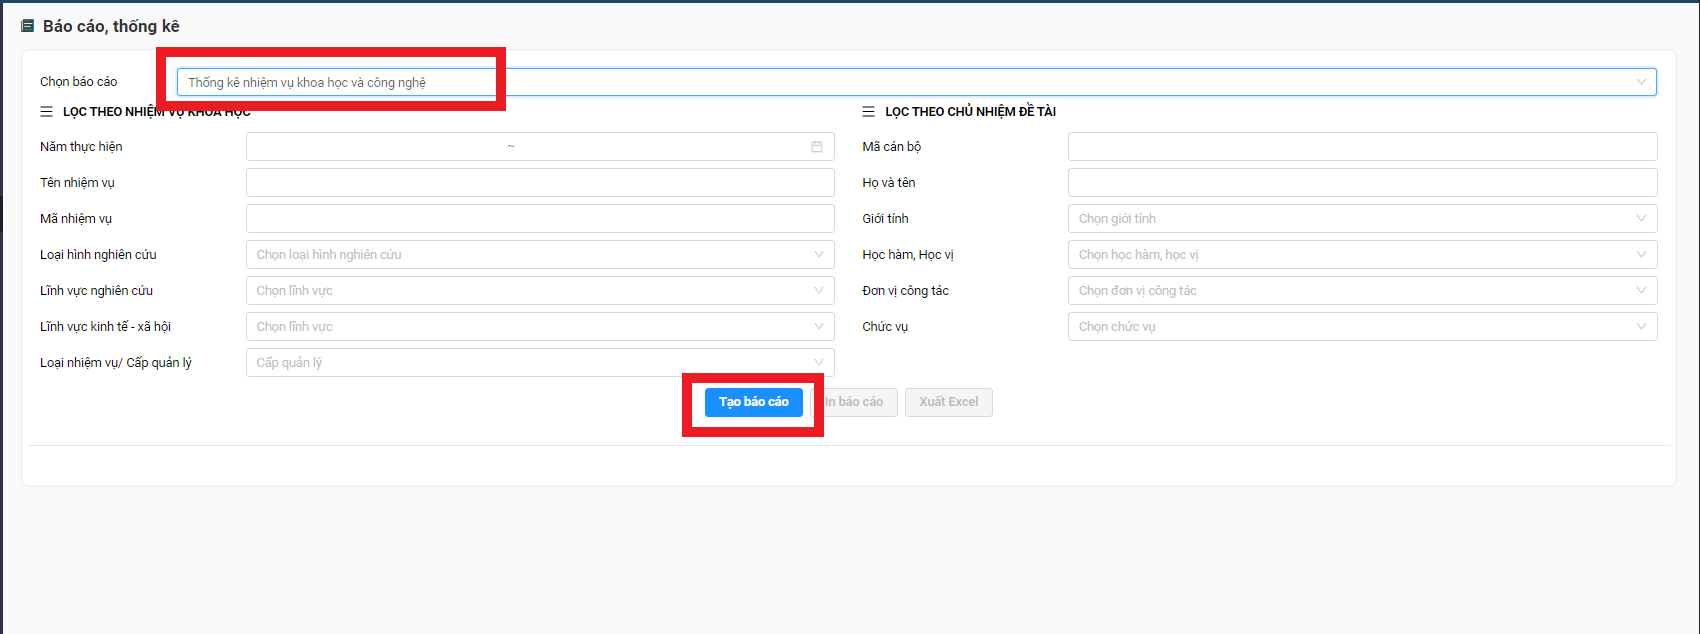 Báo cáo, thống kê
Chọn báo cáo
Thống kê nhiệm vụ khoa học và công nghệ
LỌC THEO NHIỆM VỤ KHOA HỌC
Năm thực hiện
~
Tên nhiệm vụ
Mã nhiệm vụ
Loại hình nghiên cứu
Chọn loại hình nghiên cứu
Lĩnh vực nghiên cứu
Chọn lĩnh vực
Lĩnh vực kinh tế - xã hội
Chọn lĩnh vực
Loại nhiệm vụ/ Cấp quản lý
Cấp quản lý
LỌC THEO CHỦ NHIỆM ĐỀ TÀI
Mã cán bộ
Họ và tên
Giới tính
Chọn giới tính
Học hàm, Học vị
Chọn học hàm, học vị
Đơn vị công tác
Chọn đơn vị công tác
Chức vụ
Chọn chức vụ
Tạo báo cáo
In báo cáo
Xuất Excel